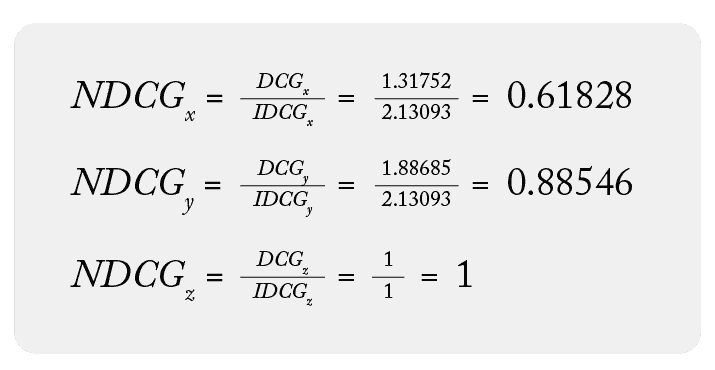 NDCG_x = DCG_x / IDCG_x = 1.31752 / 2.13093 = 0.61828
NDCG_y = DCG_y / IDCG_y = 1.88685 / 2.13093 = 0.88546
NDCG_z = DCG_z / IDCG_z = 1 / 1 = 1